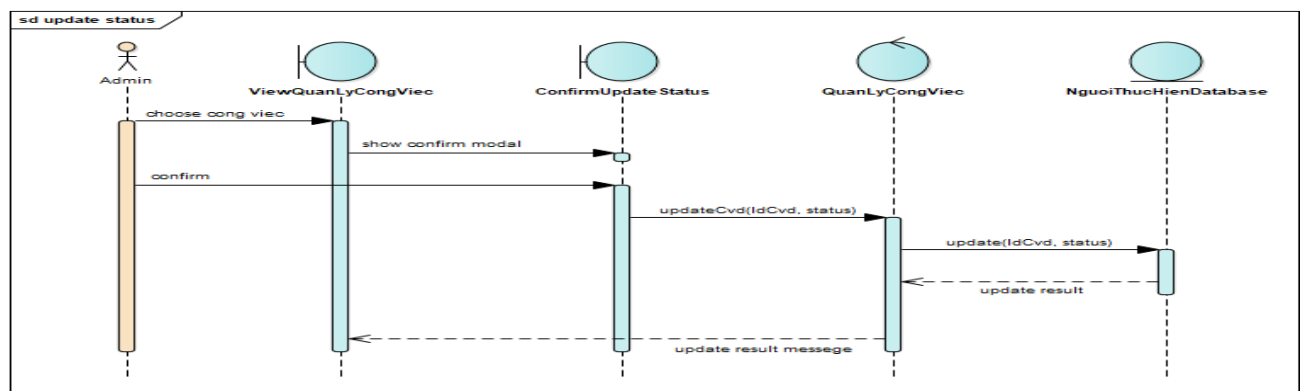 sd update status
Admin
ViewQuanLyCongViec
ConfirmUpdateStatus
QuanLyCongViec
NguoiThucHienDatabase
choose cong viec
show confirm modal
confirm
updateCvd(IdCvd, status)
update(IdCvd, status)
update result
update result messege